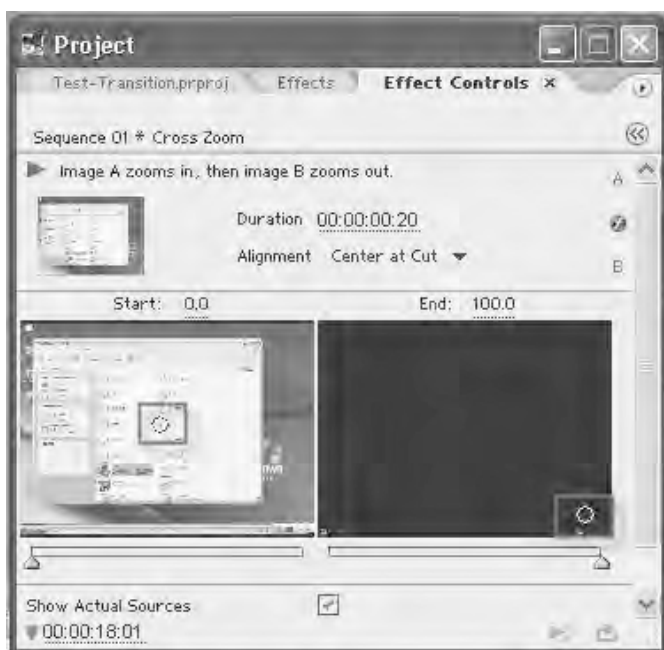 Project
Test-Transition.prproj Effects Effect Controls x
Sequence 01 * Cross Zoom
Image A zooms in, then image B zooms out. A
Duration 00:00:00:20
Alignment Center at Cut B
Start: 0,0 End: 100.0
Show Actual Sources
00:00:18:01